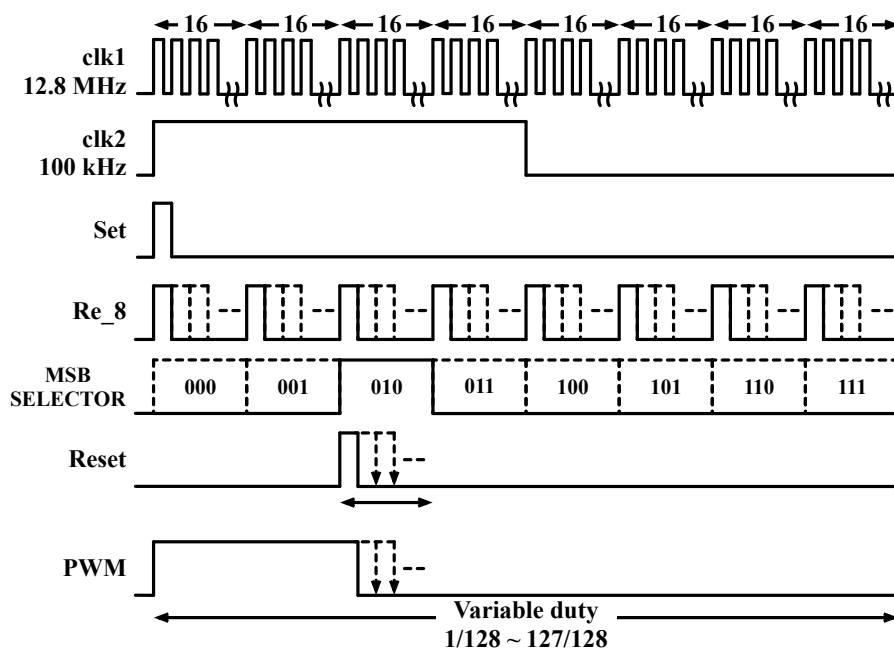 16 16 16 16 16 16 16 16
clk1
12.8 MHz
clk2
100 kHz
Set
Re_8
MSB
SELECTOR
000 001 010 011 100 101 110 111
Reset
PWM
Variable duty
1/128 ~ 127/128